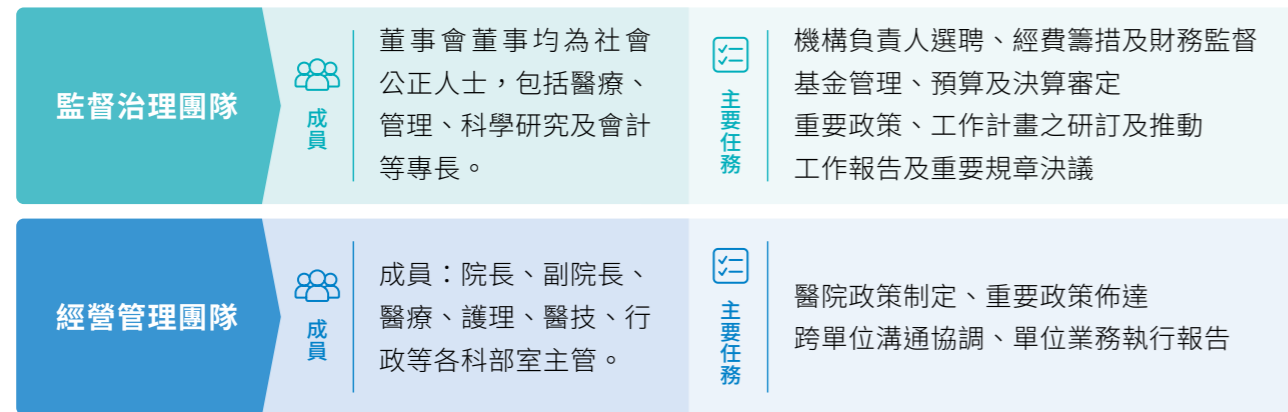 監督治理團隊
成員
董事會董事均為社會
公正人士，包括醫療、
管理、科學研究及會計
等專長。
主要任務
機構負責人選聘、經費籌措及財務監督
基金管理、預算及決算審定
重要政策、工作計畫之研訂及推動
工作報告及重要規章決議
經營管理團隊
成員
成員：院長、副院長、
醫療、護理、醫技、行
政等各科部室主管。
主要任務
醫院政策制定、重要政策佈達
跨單位溝通協調、單位業務執行報告